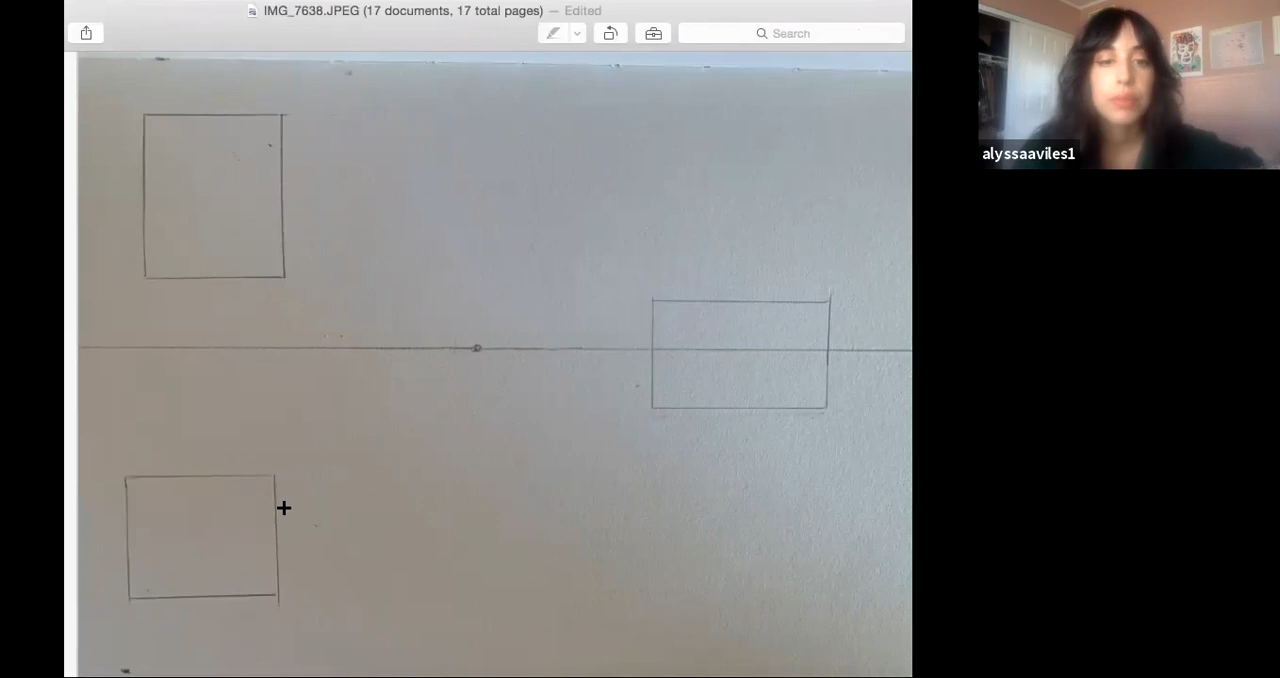 IMG_7638.JPEG (17 documents, 17 total pages) — Edited
Search
alyssaaviles1